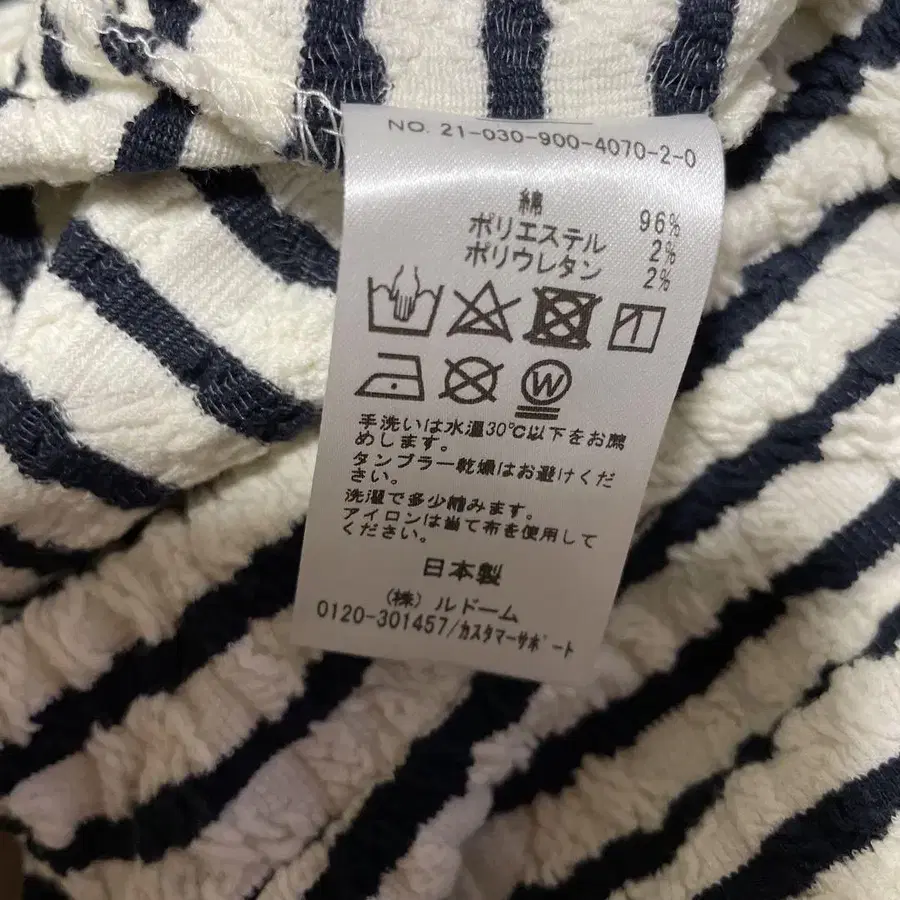 NO. 21-030-900-4070-2-0
綿 96%
ポリエステル 2%
ポリウレタン 2%
W
手洗いは水温30℃以下をお薦
めします。
タンブラー乾燥はお避けくだ
さい。
洗濯で多少縮みます。
アイロンは当て布を使用して
ください。
日本製
(株) ルドーム
0120-301457/カスタマーサポート